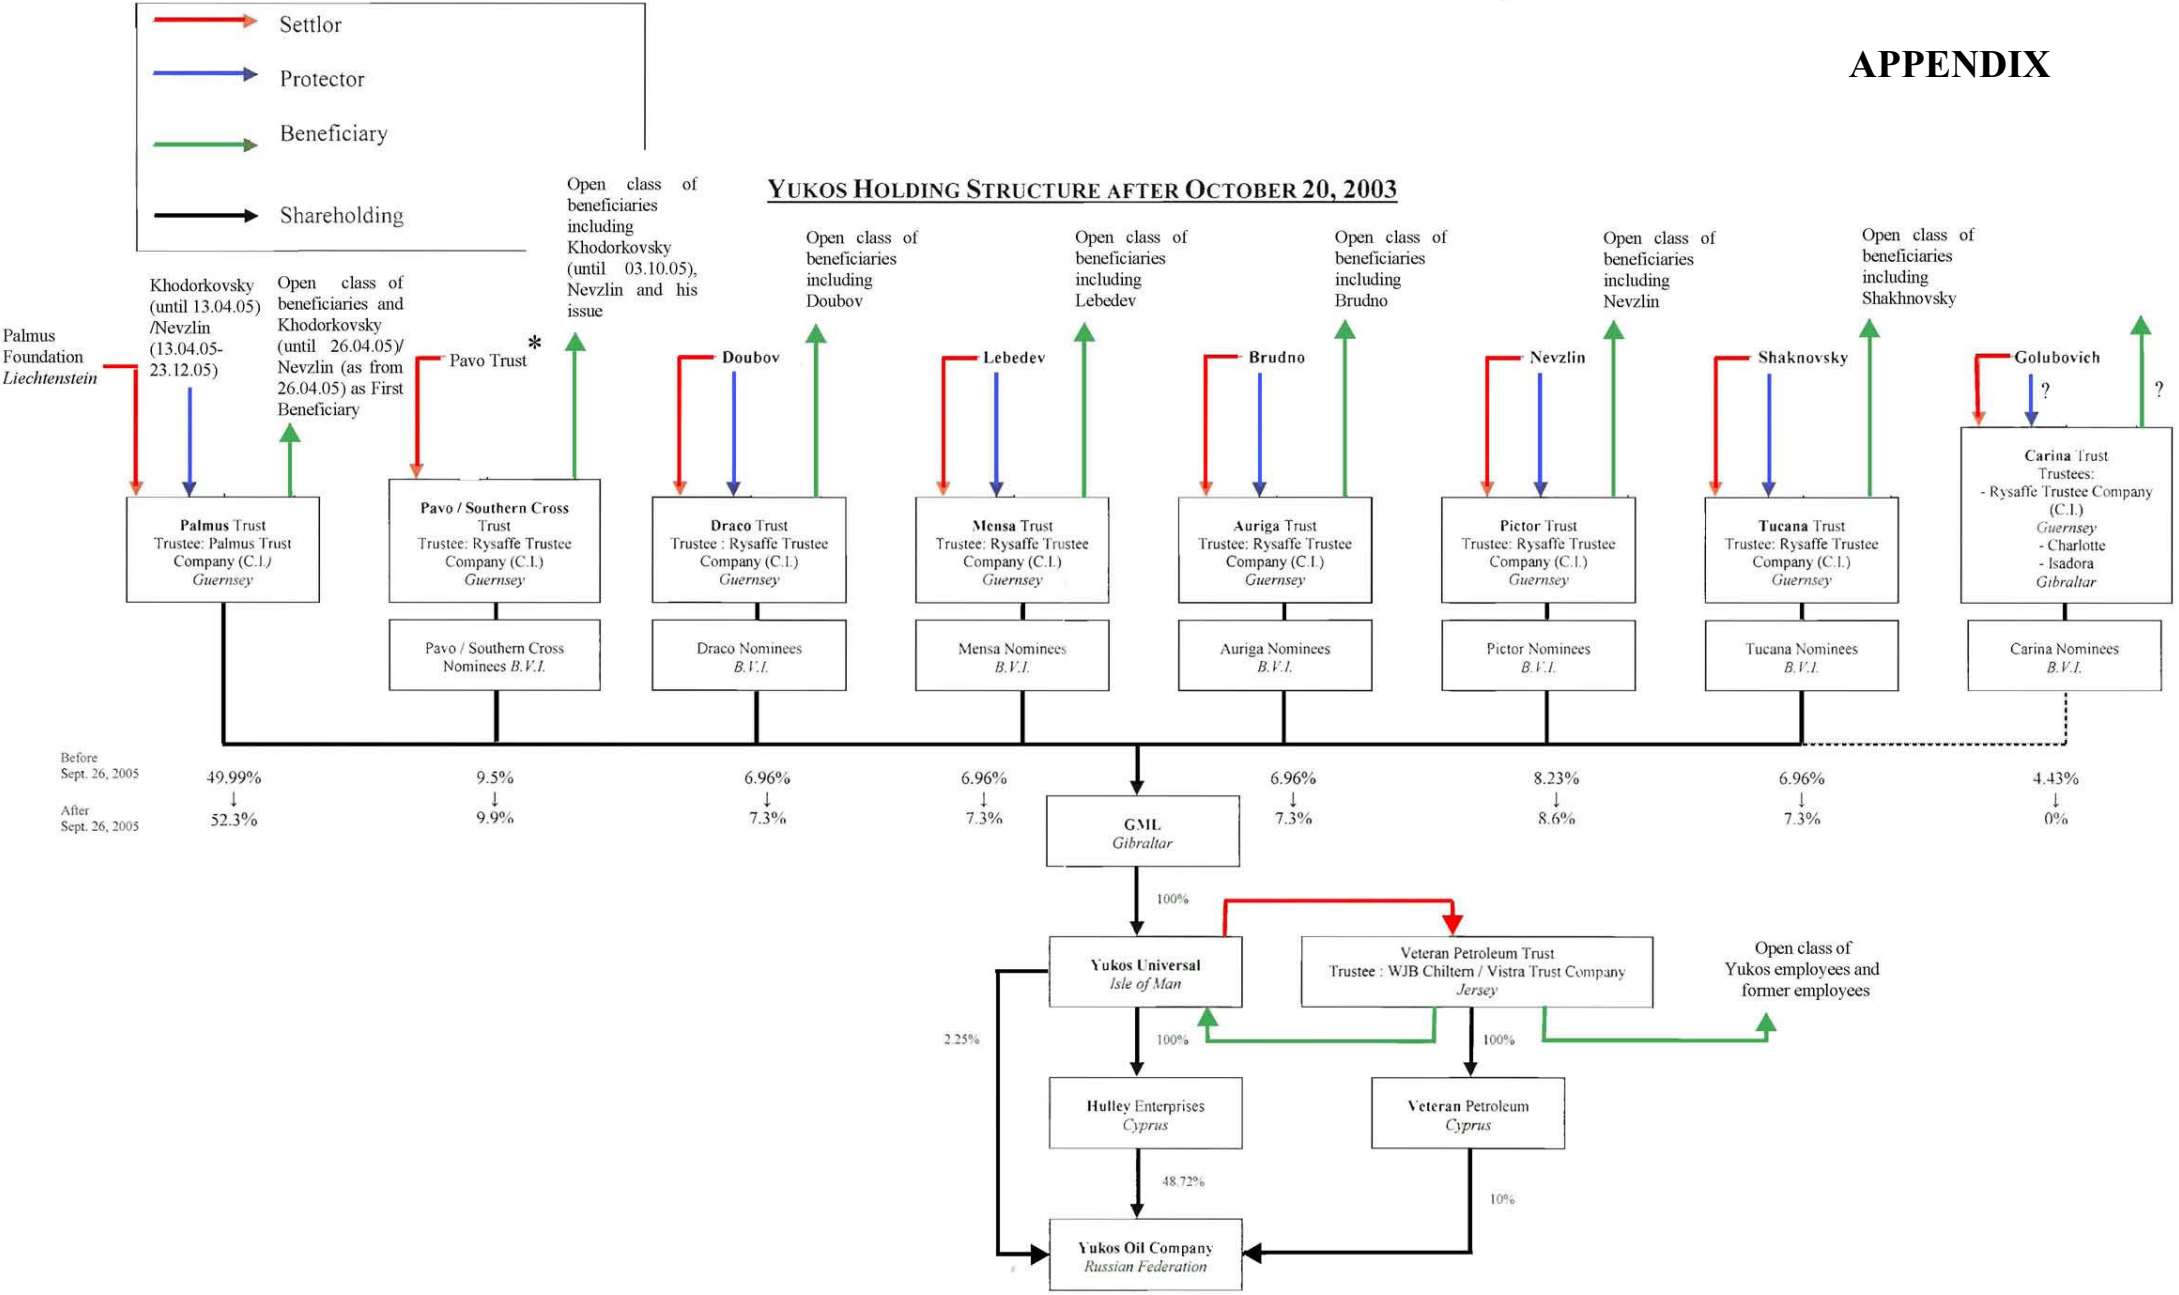 APPENDIX
Settlor
Protector
Beneficiary
Shareholding
YUKOS HOLDING STRUCTURE AFTER OCTOBER 20, 2003
Palmus
Foundation
Liechtenstein
Khodorkovsky
(until 13.04.05)
/Nevzlin
(13.04.05-
23.12.05)
Open class of
beneficiaries and
Khodorkovsky
(until 26.04.05)/
Nevzlin (as from
26.04.05) as First
Beneficiary
Pavo Trust *
Open class of
beneficiaries
including
Khodorkovsky
(until 03.10.05),
Nevzlin and his
issue
Doubov
Open class of
beneficiaries
including
Doubov
Lebedev
Open class of
beneficiaries
including
Lebedev
Brudno
Open class of
beneficiaries
including
Brudno
Nevzlin
Open class of
beneficiaries
including
Nevzlin
Shaknovsky
Open class of
beneficiaries
including
Shakhnovsky
Golubovich
?
?
Palmus Trust
Trustee: Palmus Trust
Company (C.I.)
Guernsey
Pavo / Southern Cross
Trust
Trustee: Rysaffe Trustee
Company (C.I.)
Guernsey
Draco Trust
Trustee : Rysaffe Trustee
Company (C.I.)
Guernsey
Mensa Trust
Trustee: Rysaffe Trustee
Company (C.I.)
Guernsey
Auriga Trust
Trustee: Rysaffe Trustee
Company (C.I.)
Guernsey
Pictor Trust
Trustee: Rysaffe Trustee
Company (C.I.)
Guernsey
Tucana Trust
Trustee: Rysaffe Trustee
Company (C.I.)
Guernsey
Carina Trust
Trustees:
- Rysaffe Trustee Company
(C.I.)
Guernsey
- Charlotte
- Isadora
Gibraltar
Pavo / Southern Cross
Nominees B.V.I.
Draco Nominees
B.V.I.
Mensa Nominees
B.V.I.
Auriga Nominees
B.V.I.
Pictor Nominees
B.V.I.
Tucana Nominees
B.V.I.
Carina Nominees
B.V.I.
Before
Sept. 26, 2005
49.99%
9.5%
6.96%
6.96%
6.96%
8.23%
6.96%
4.43%
↓ ↓ ↓ ↓ ↓ ↓ ↓ ↓
After
Sept. 26, 2005
52.3%
9.9%
7.3%
7.3%
7.3%
8.6%
7.3%
0%
GML
Gibraltar
100%
Yukos Universal
Isle of Man
Veteran Petroleum Trust
Trustee : WJB Chiltern / Vistra Trust Company
Jersey
Open class of
Yukos employees and
former employees
2.25%
100%
100%
Hulley Enterprises
Cyprus
Veteran Petroleum
Cyprus
48.72%
10%
Yukos Oil Company
Russian Federation